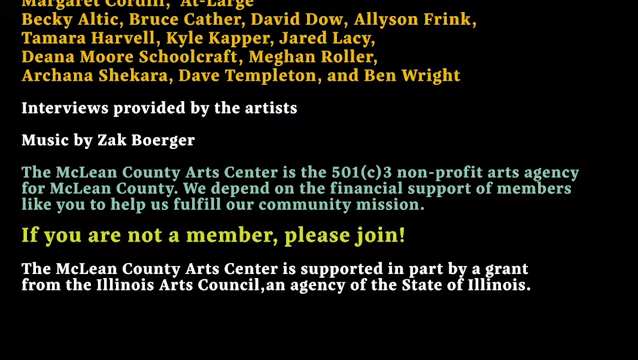 Margaret Cordill, "At-Large"
Becky Altic, Bruce Cather, David Dow, Allyson Frink,
Tamara Harvell, Kyle Kapper, Jared Lacy,
Deana Moore Schoolcraft, Meghan Roller,
Archana Shekara, Dave Templeton, and Ben Wright
Interviews provided by the artists
Music by Zak Boerger
The McLean County Arts Center is the 501(c)3 non-profit arts agency
for McLean County. We depend on the financial support of members
like you to help us fulfill our community mission.
If you are not a member, please join!
The McLean County Arts Center is supported in part by a grant
from the Illinois Arts Council,an agency of the State of Illinois.